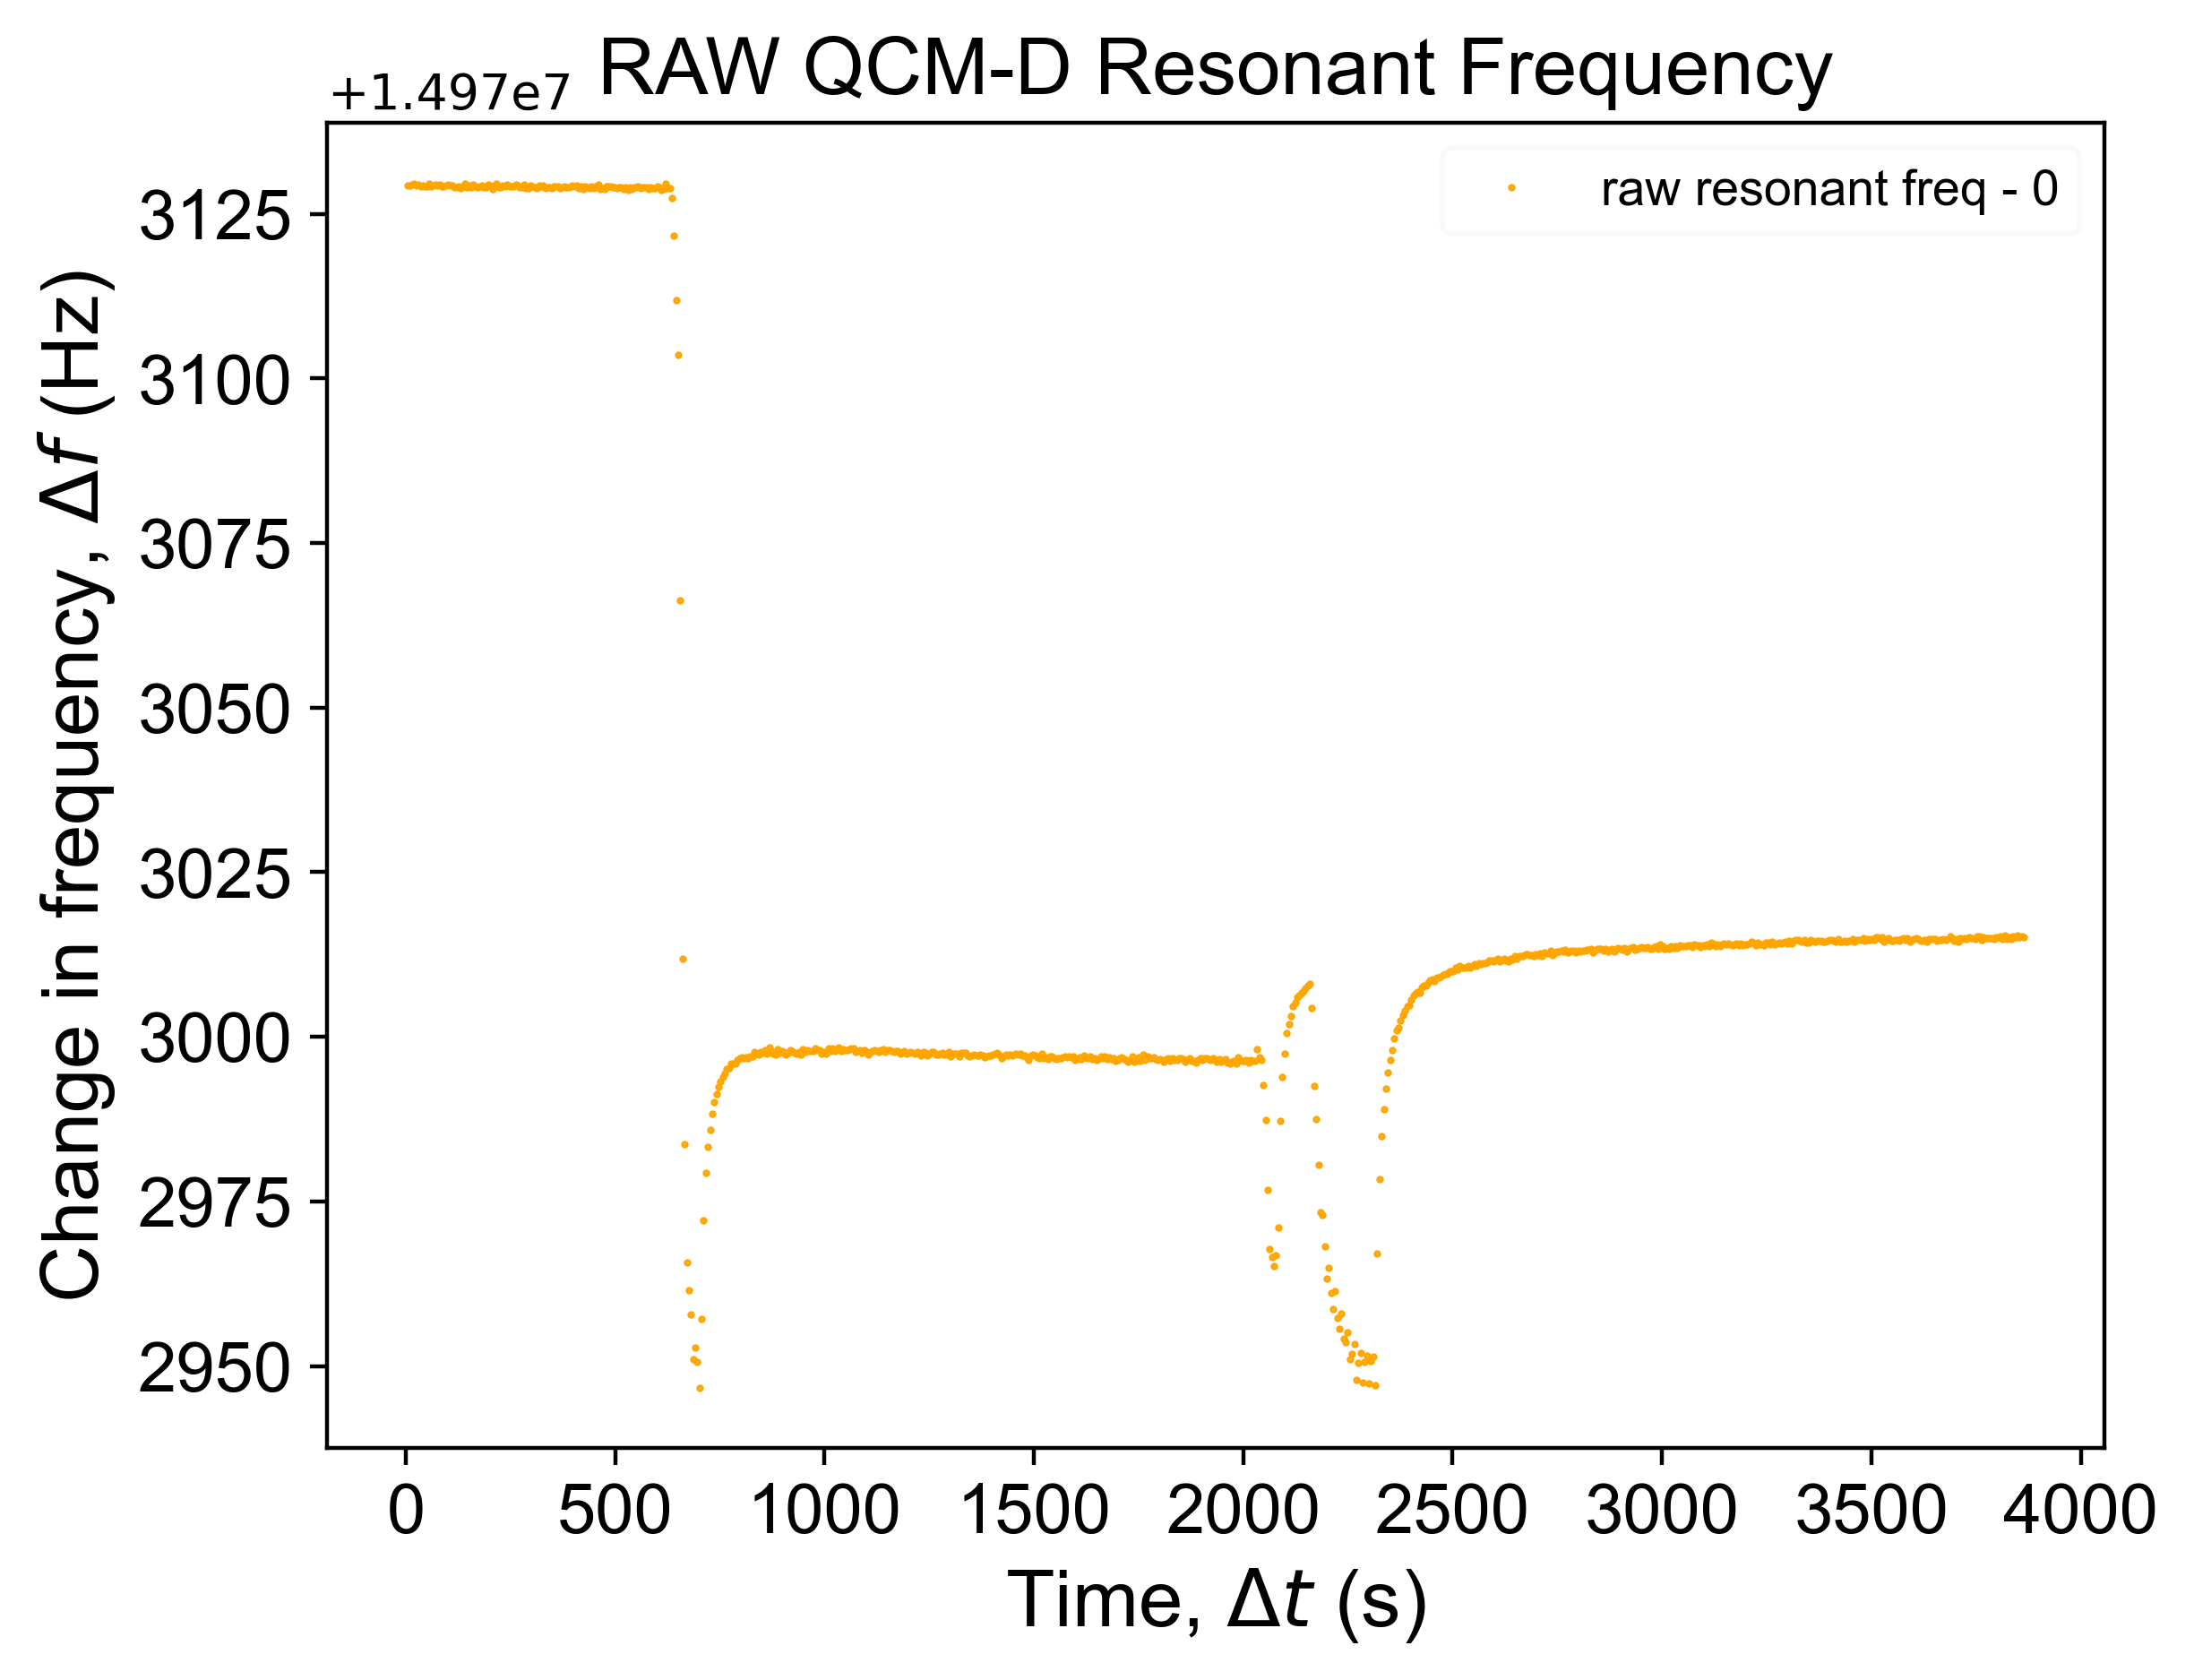 RAW QCM-D Resonant Frequency
+1.497e7
raw resonant freq - 0
Change in frequency, Δf (Hz)
3125
3100
3075
3050
3025
3000
2975
2950
0 500 1000 1500 2000 2500 3000 3500 4000
Time, Δt (s)